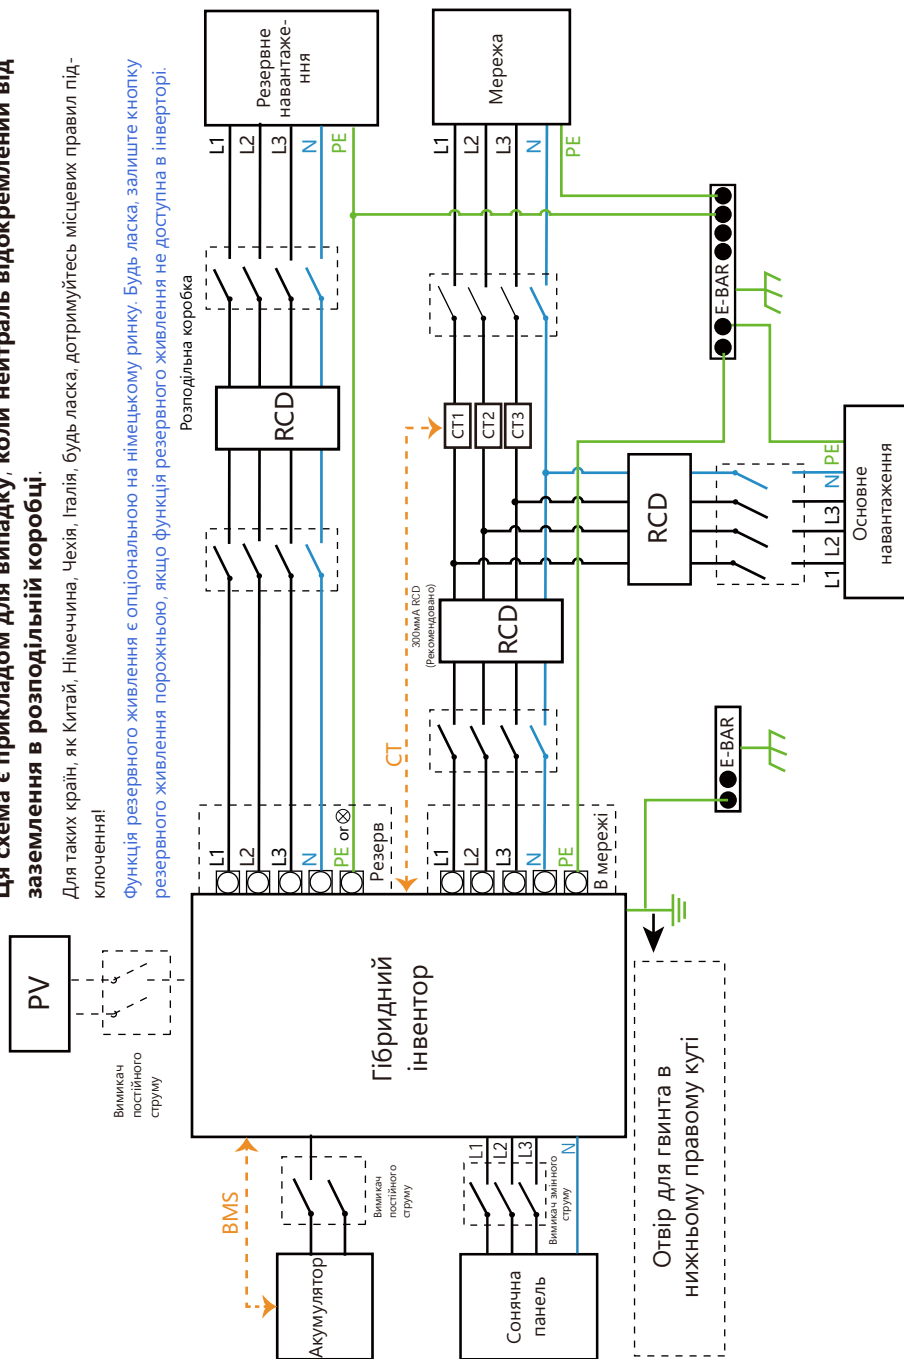 Ця схема є прикладом для випадку, коли нейтраль відокремлений від
заземлення в розподільній коробці.
Для таких країн, як Китай, Німеччина, Чехія, Італія, будь ласка, дотримуйтесь місцевих правил під-
ключення!
Функція резервного живлення є опціональною на німецькому ринку. Будь ласка, залиште кнопку
резервного живлення порожньою, якщо функція резервного живлення не доступна в інверторі.
PV
Вимикач
постійного
струму
Розподільна коробка
Резервне
навантаже-
ння
L1
L2
L3
N
PE
RCD
L1
L2
L3
N
PE or
Резерв
Мережа
L1
L2
L3
N
PE
CT1
CT2
CT3
CT
300ммА RCD
(Рекомендовано)
RCD
L1
L2
L3
N
PE
В мережі
Гібридний
інвентор
BMS
Акумулятор
Вимикач
постійного
струму
L1
L2
L3
N
Вимикач змінного
струму
Сонячна
панель
RCD
L1
L2
L3
N
PE
Основне
навантаження
E-BAR
E-BAR
Отвір для гвинта в
нижньому правому куті